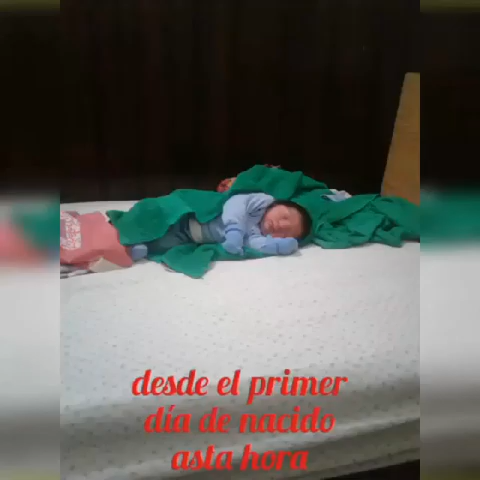 desde el primer
día de nacido
asta hora